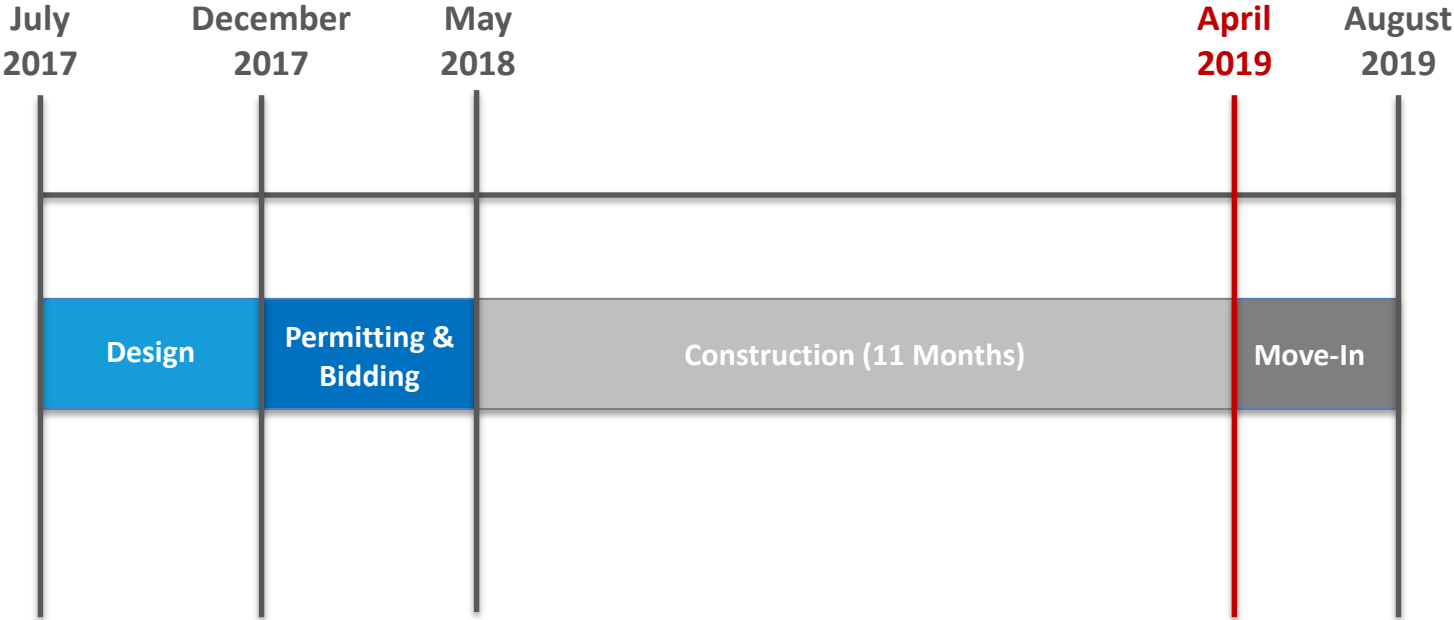 July
2017
December
2017
May
2018
April
2019
August
2019
Design
Permitting &
Bidding
Construction (11 Months)
Move-In